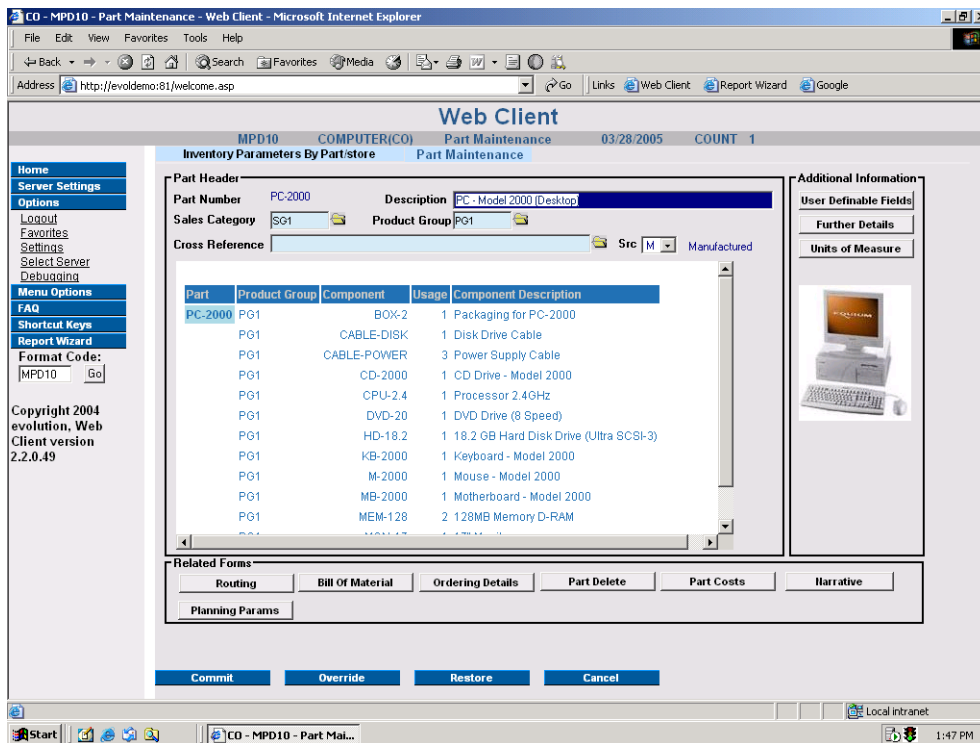 CO - MPD10 - Part Maintenance - Web Client - Microsoft Internet Explorer
File Edit View Favorites Tools Help
Back Search Favorites Media
Address http://evoldemo:81/welcome.asp Go Links Web Client Report Wizard Google
Web Client
MPD10 COMPUTER(CO) Part Maintenance 03/28/2005 COUNT 1
Inventory Parameters By Part/store Part Maintenance
Home
Server Settings
Options
Logout
Favorites
Settings
Select Server
Debugging
Menu Options
FAQ
Shortcut Keys
Report Wizard
Format Code:
MPD10 Go
Copyright 2004
evolution, Web
Client version
2.2.0.49
Part Header
Part Number PC-2000 Description PC - Model 2000 (Desktop)
Sales Category SG1 Product Group PG1
Cross Reference Src M Manufactured
Part Product Group Component Usage Component Description
PC-2000 PG1 BOX-2 1 Packaging for PC-2000
PG1 CABLE-DISK 1 Disk Drive Cable
PG1 CABLE-POWER 3 Power Supply Cable
PG1 CD-2000 1 CD Drive - Model 2000
PG1 CPU-2.4 1 Processor 2.4GHz
PG1 DVD-20 1 DVD Drive (8 Speed)
PG1 HD-18.2 1 18.2 GB Hard Disk Drive (Ultra SCSI-3)
PG1 KB-2000 1 Keyboard - Model 2000
PG1 M-2000 1 Mouse - Model 2000
PG1 MB-2000 1 Motherboard - Model 2000
PG1 MEM-128 2 128MB Memory D-RAM
Additional Information
User Definable Fields
Further Details
Units of Measure
EQUIUM
Related Forms
Routing Bill Of Material Ordering Details Part Delete Part Costs Narrative
Planning Params
Commit Override Restore Cancel
Local intranet
Start CO - MPD10 - Part Mai... 1:47 PM